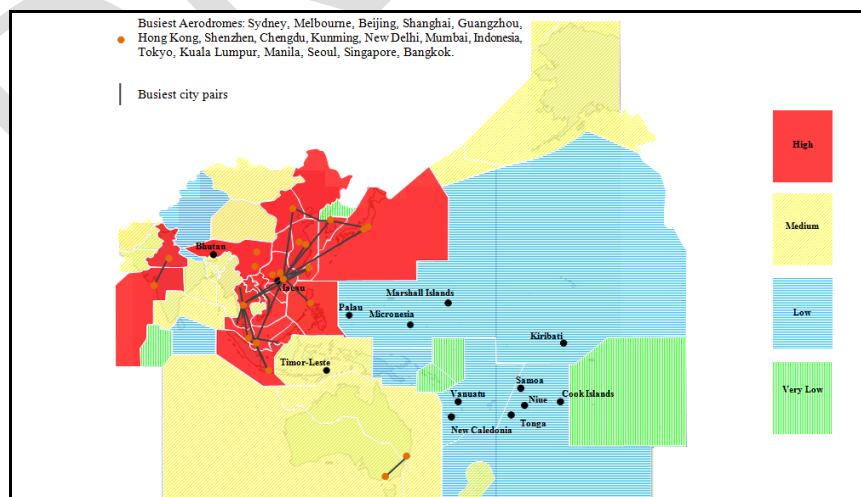 Busiest Aerodromes: Sydney, Melbourne, Beijing, Shanghai, Guangzhou,
Hong Kong, Shenzhen, Chengdu, Kunming, New Delhi, Mumbai, Indonesia,
Tokyo, Kuala Lumpur, Manila, Seoul, Singapore, Bangkok.
Busiest city pairs
High
Medium
Low
Very Low
Bhutan
Macau
Marshall Islands
Palau
Micronesia
Kiribati
Timor-Leste
Samoa
Vanuatu
Niue
Cook Islands
New Caledonia
Tonga